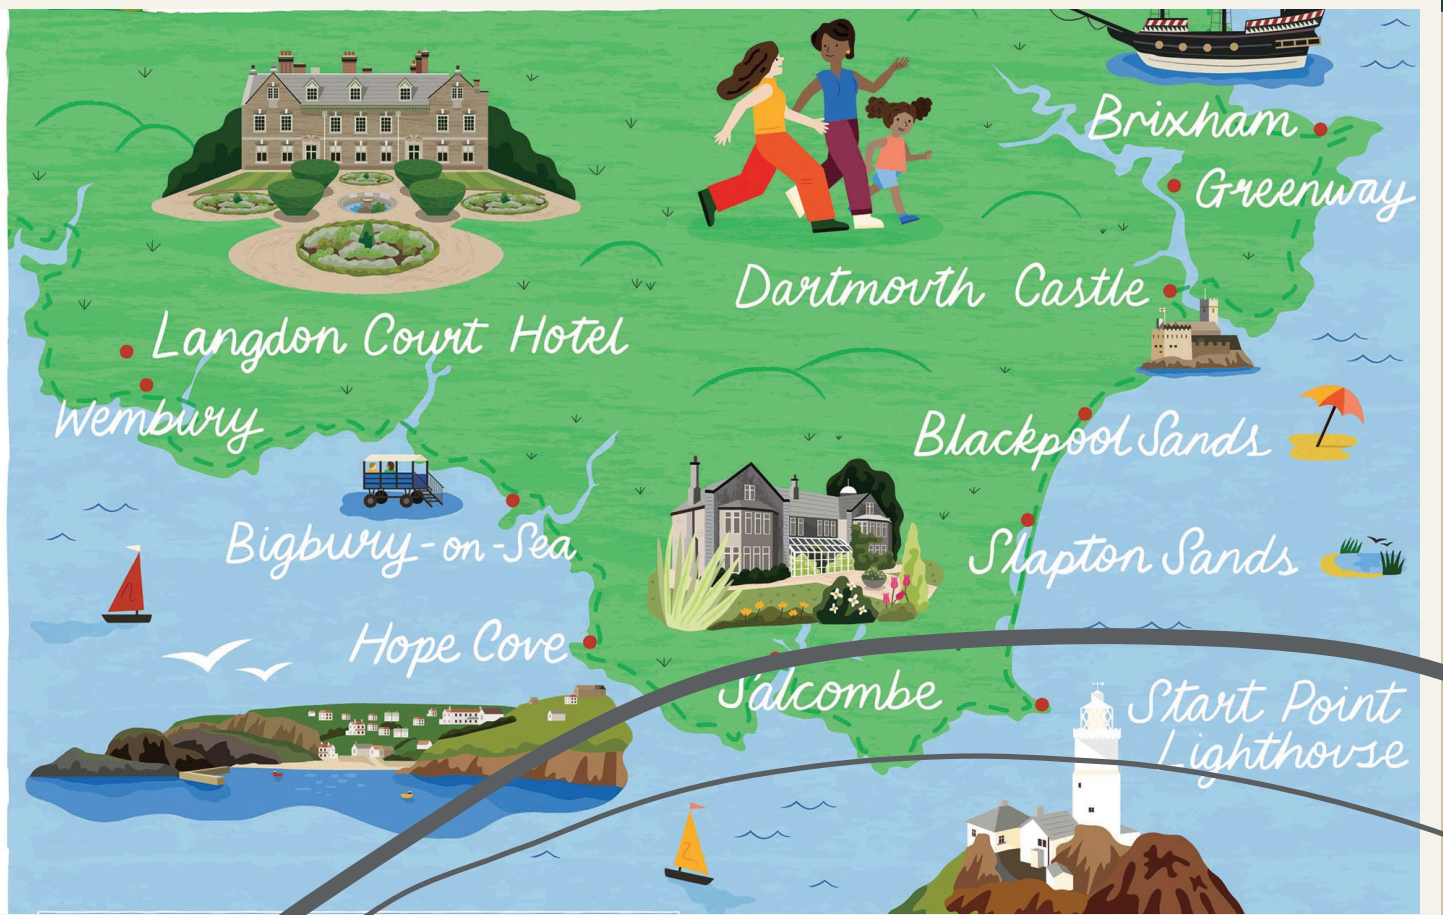 Brixham
Greenway
Dartmouth Castle
Langdon Court Hotel
Wembury
Blackpool Sands
Bigbury-on-Sea
Slapton Sands
Hope Cove
Salcombe
Start Point
Lighthouse